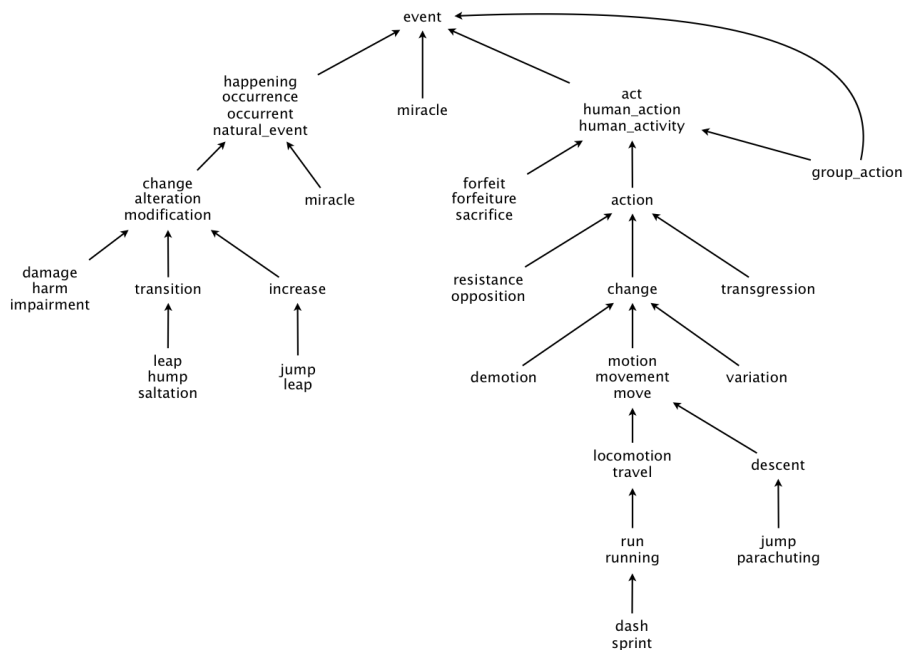 event
happening
occurrence
occurrent
natural_event
miracle
act
human_action
human_activity
group_action
change
alteration
modification
miracle
forfeit
forfeiture
sacrifice
action
damage
harm
impairment
transition
increase
resistance
opposition
change
transgression
leap
hump
saltation
jump
leap
demotion
motion
movement
move
variation
locomotion
travel
descent
run
running
jump
parachuting
dash
sprint